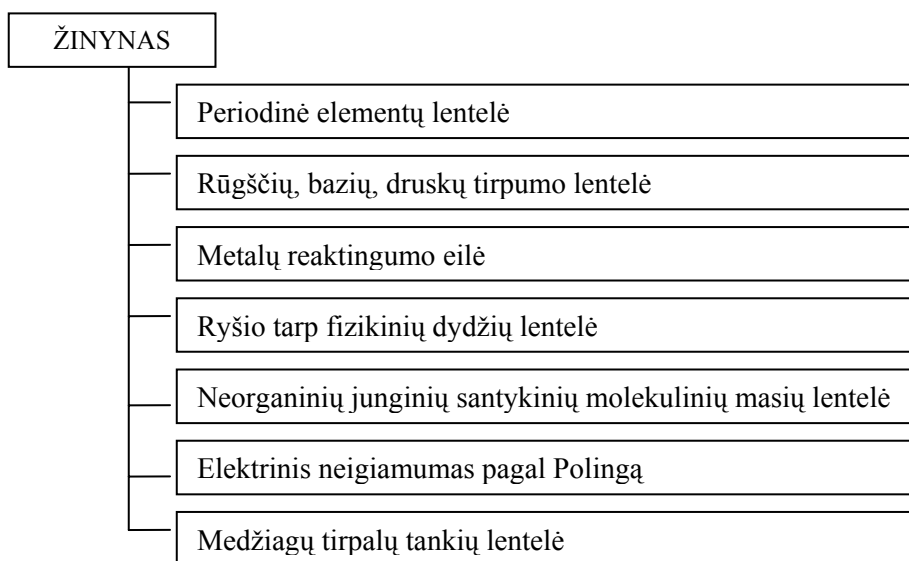 ŽINYNAS
Periodinė elementų lentelė
Rūgščių, bazių, druskų tirpumo lentelė
Metalų reaktingumo eilė
Ryšio tarp fizikinių dydžių lentelė
Neorganinių junginių santykinių molekulinių masių lentelė
Elektrinis neigiamumas pagal Polingą
Medžiagų tirpalų tankių lentelė